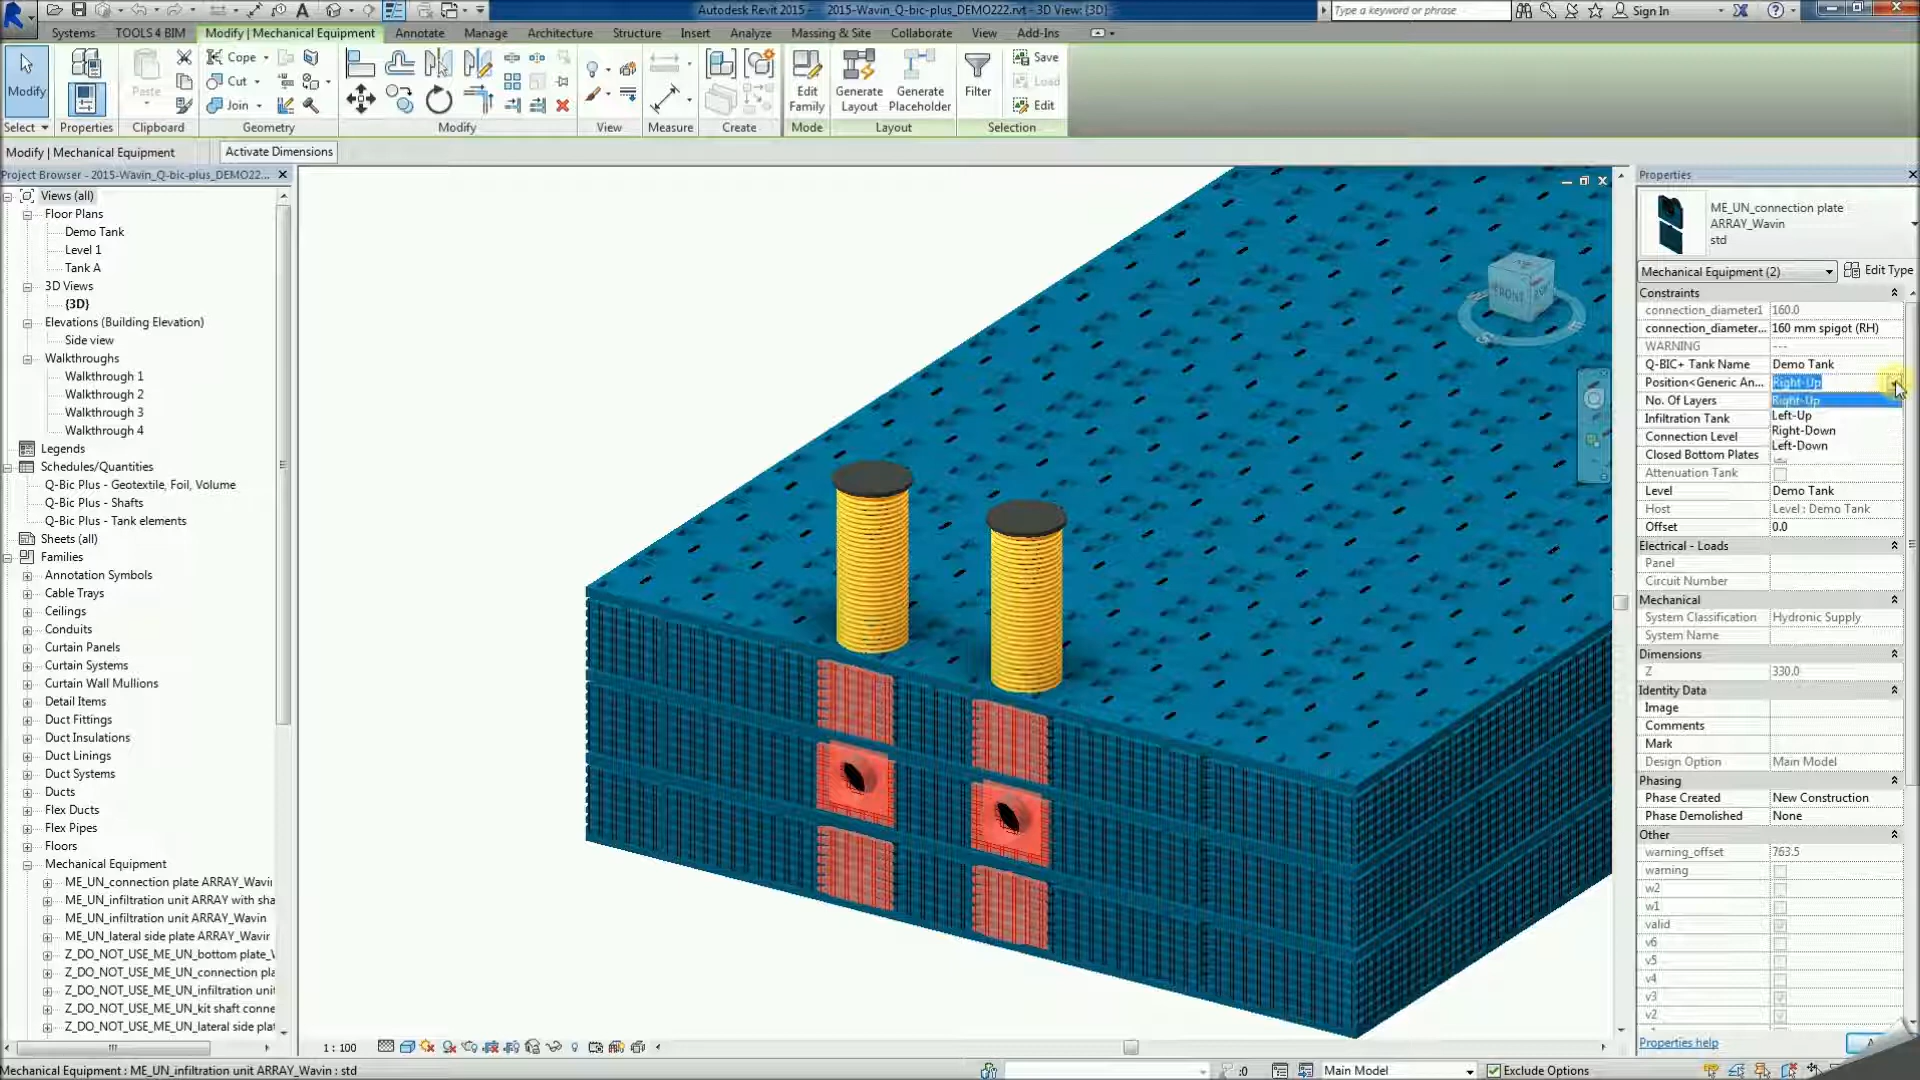 Autodesk Revit 2015 - 2015-Wavin_Q-bic-plus_DEMO222.rvt - 3D View: {3D}
Type a keyword or phrase
Sign In
Systems TOOLS 4 BIM Modify | Mechanical Equipment Annotate Manage Architecture Structure Insert Analyze Massing & Site Collaborate View Add-Ins
Modify
Paste
Cope
Cut
Join
Edit
Family
Generate
Layout
Generate
Placeholder
Filter
Save
Load
Edit
Select Properties Clipboard Geometry Modify View Measure Create Mode Layout Selection
Modify | Mechanical Equipment
Activate Dimensions
Project Browser - 2015-Wavin_Q-bic-plus_DEMO22...
Views (all)
Floor Plans
Demo Tank
Level 1
Tank A
3D Views
{3D}
Elevations (Building Elevation)
Side view
Walkthroughs
Walkthrough 1
Walkthrough 2
Walkthrough 3
Walkthrough 4
Legends
Schedules/Quantities
Q-Bic Plus - Geotextile, Foil, Volume
Q-Bic Plus - Shafts
Q-Bic Plus - Tank elements
Sheets (all)
Families
Annotation Symbols
Cable Trays
Ceilings
Conduits
Curtain Panels
Curtain Systems
Curtain Wall Mullions
Detail Items
Duct Fittings
Duct Insulations
Duct Linings
Duct Systems
Ducts
Flex Ducts
Flex Pipes
Floors
Mechanical Equipment
ME_UN_connection plate ARRAY_Wavi
ME_UN_infiltration unit ARRAY with sha
ME_UN_infiltration unit ARRAY_Wavin
ME_UN_lateral side plate ARRAY_Wavi
Z_DO_NOT_USE_ME_UN_bottom plate_
Z_DO_NOT_USE_ME_UN_connection pla
Z_DO_NOT_USE_ME_UN_infiltration unit
Z_DO_NOT_USE_ME_UN_kit shaft conne
Z_DO_NOT_USE_ME_UN_lateral side plat
FRONT
Properties
ME_UN_connection plate
ARRAY_Wavin
std
Mechanical Equipment (2)
Edit Type
Constraints
connection_diameter1 160.0
connection_diameter... 160 mm spigot (RH)
WARNING ---
Q-BIC+ Tank Name Demo Tank
Position<Generic An... Right-Up
No. Of Layers Right-Up
Infiltration Tank Left-Up
Connection Level Right-Down
Closed Bottom Plates Left-Down
Attenuation Tank
Level Demo Tank
Host Level : Demo Tank
Offset 0.0
Electrical - Loads
Panel
Circuit Number
Mechanical
System Classification Hydronic Supply
System Name
Dimensions
Z 330.0
Identity Data
Image
Comments
Mark
Design Option Main Model
Phasing
Phase Created New Construction
Phase Demolished None
Other
warning_offset 763.5
warning
w2
w1
valid
v6
v5
v4
v3
v2
Properties help
1 : 100
Mechanical Equipment : ME_UN_infiltration unit ARRAY_Wavin : std
:0
Main Model
Exclude Options